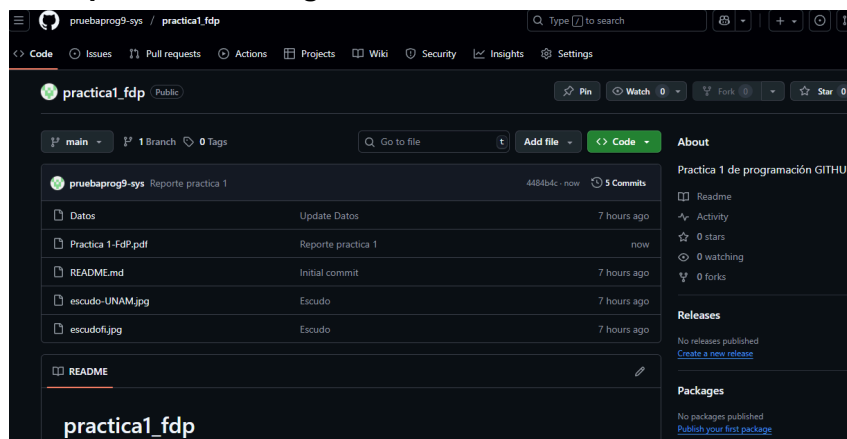 pruebaprog9-sys / practica1_fdp
Type / to search
Code Issues Pull requests Actions Projects Wiki Security Insights Settings
practica1_fdp Public
Pin Watch 0 Fork 0 Star 0
main 1 Branch 0 Tags Go to file t Add file Code
About
Practica 1 de programación GITHU
pruebaprog9-sys Reporte practica 1 4484b4c · now 5 Commits
Readme
Datos Update Datos 7 hours ago
Activity
Practica 1-FdP.pdf Reporte practica 1 now
0 stars
README.md Initial commit 7 hours ago
0 watching
escudo-UNAM.jpg Escudo 7 hours ago
0 forks
escudofi.jpg Escudo 7 hours ago
Releases
No releases published
Create a new release
README
Packages
No packages published
Publish your first package
practica1_fdp